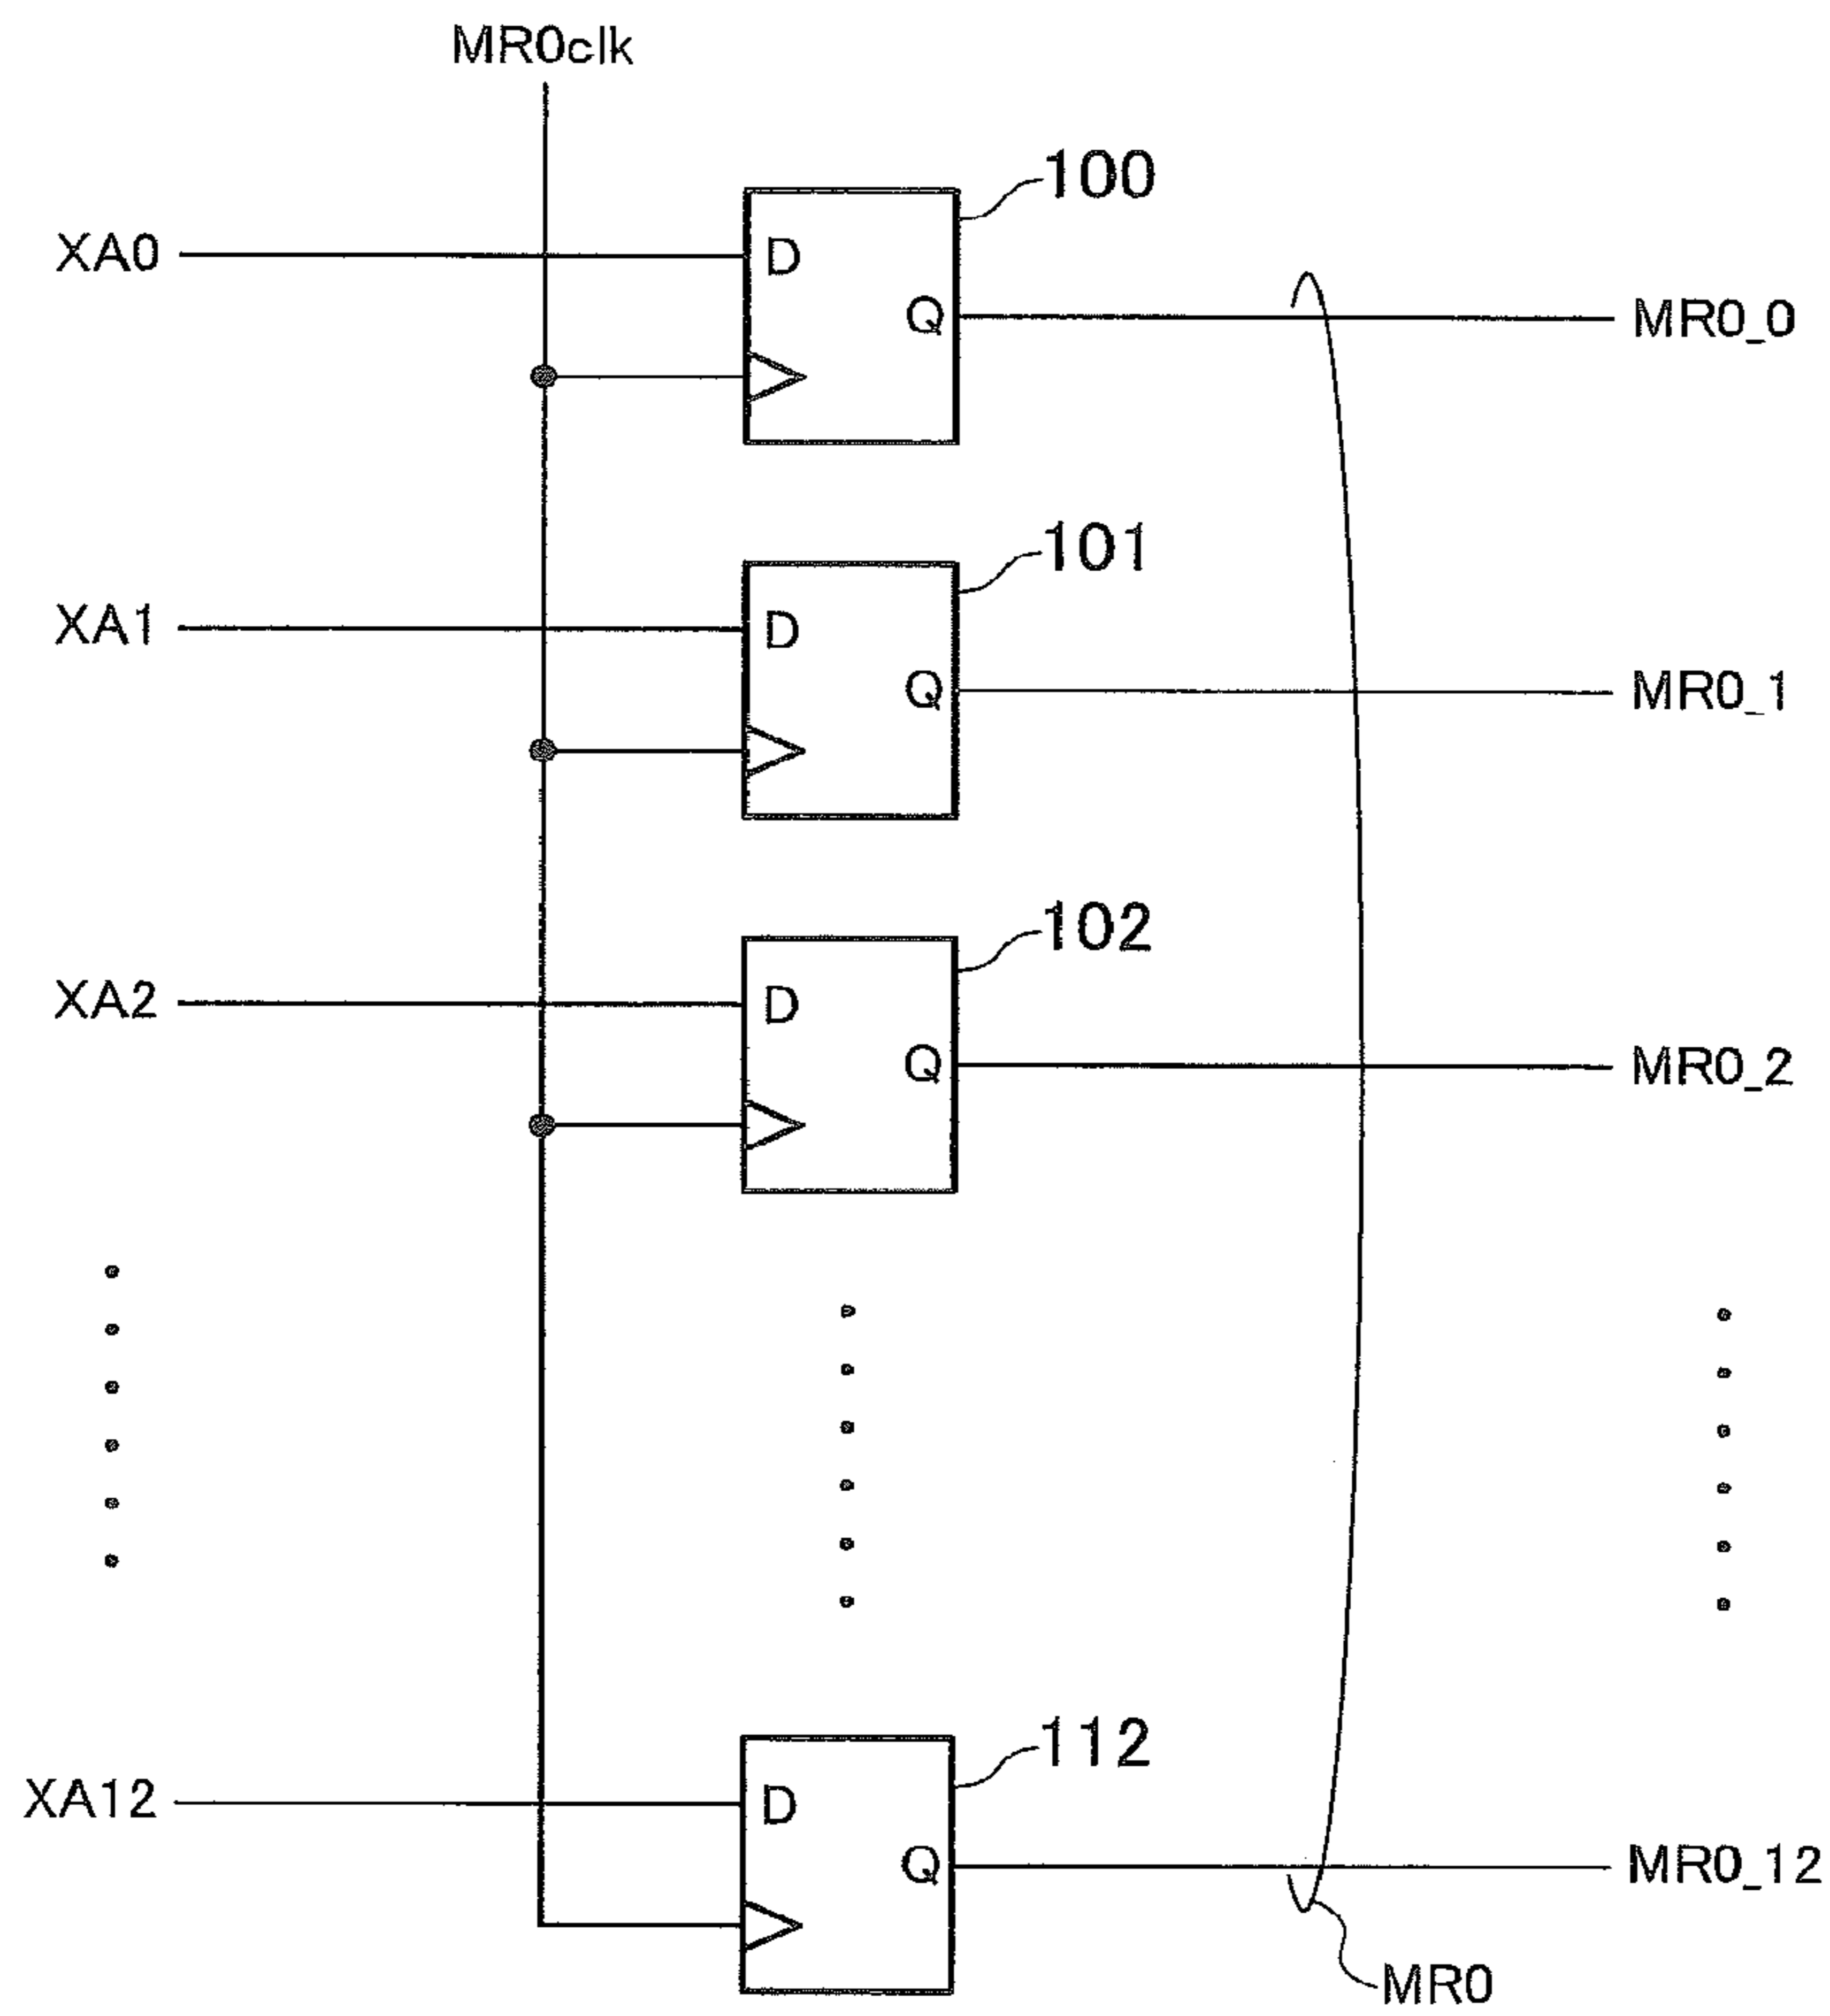 MR0clk
100
XA0
D
Q
MR0_0
101
XA1
D
Q
MR0_1
102
XA2
D
Q
MR0_2
112
XA12
D
Q
MR0_12
MR0